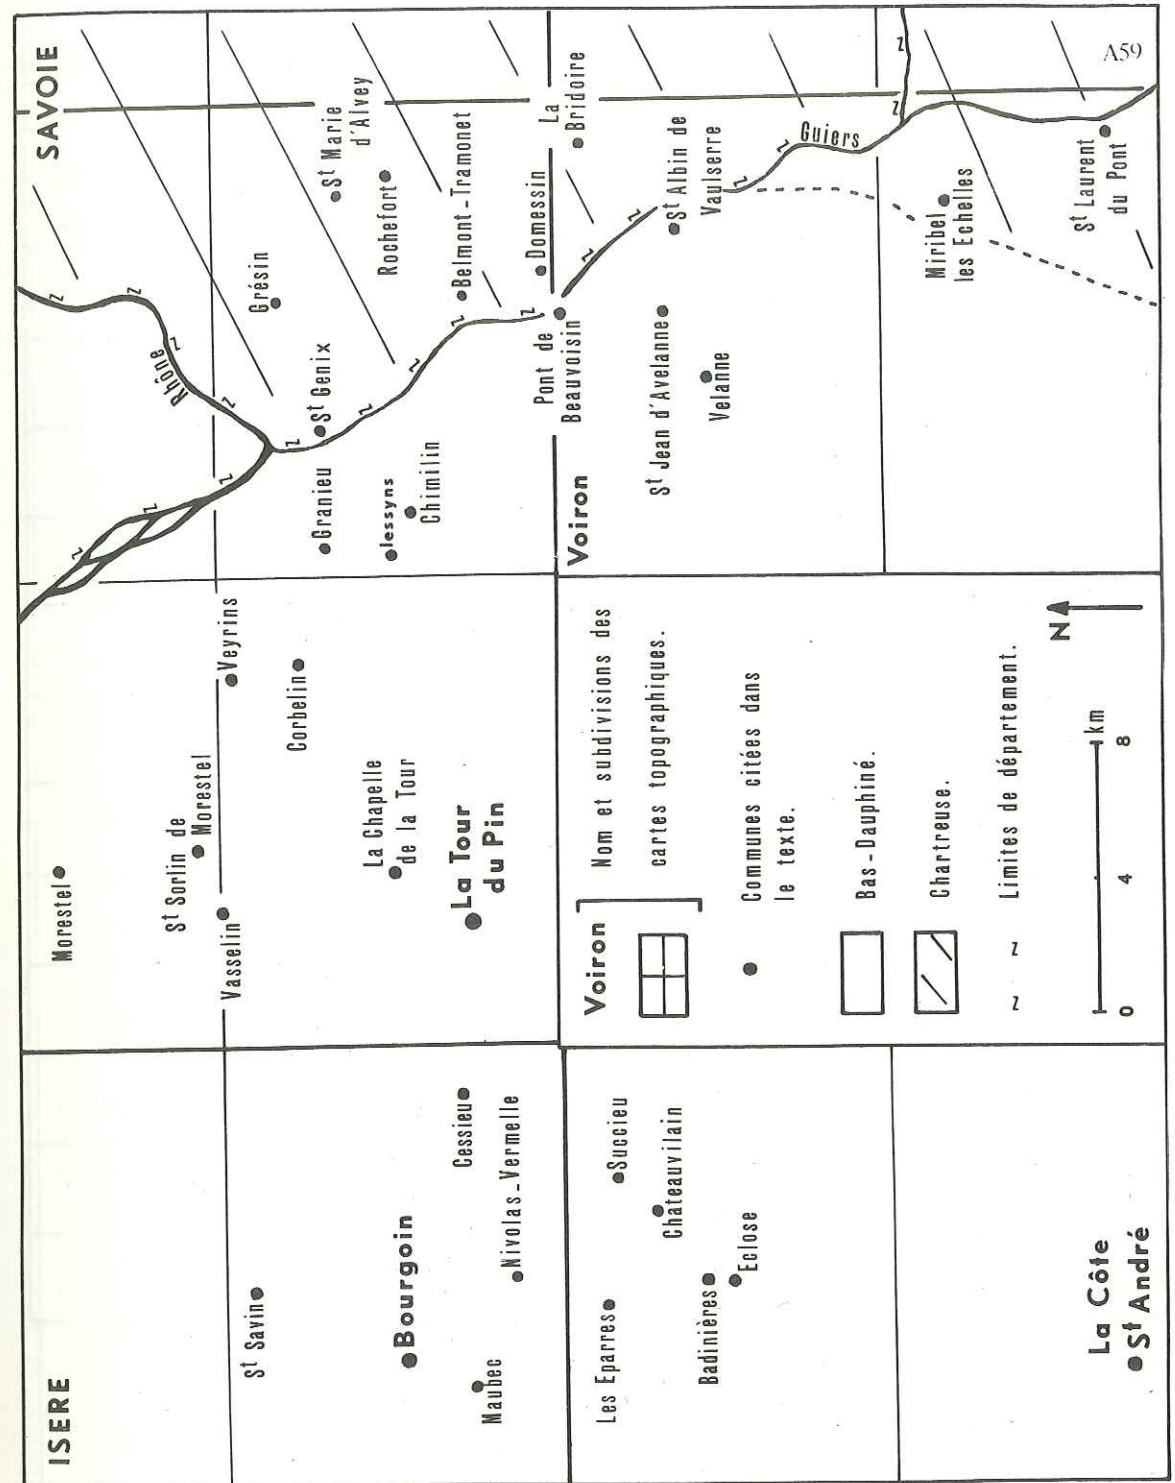 A59
ISERE
SAVOIE
Morestel
St Sorlin de
Morestel
Vasselin
Veyrins
Rhône
Grésin
St Savin
Corbelin
Granieu
St Genix
St Marie
d'Alvey
Bourgoin
La Chapelle
de la Tour
lessyns
Chimilin
Rochefort
Maubec
Cessieu
Nivolas-Vermelle
La Tour
du Pin
Belmont-Tramonet
Pont de
Beauvoisin
Domessin
La
Bridoire
Les Eparres
Succieu
Chateauvilain
Badinières
Eclose
Voiron
St Jean d'Avelanne
Velanne
St Albin de
Vaulserre
Guiers
Miribel
les Echelles
St Laurent
du Pont
La Côte
St André
Voiron
Nom et subdivisions des
cartes topographiques.
Communes citées dans
le texte.
Bas-Dauphiné.
Chartreuse.
Limites de département.
N
0 4 8 km